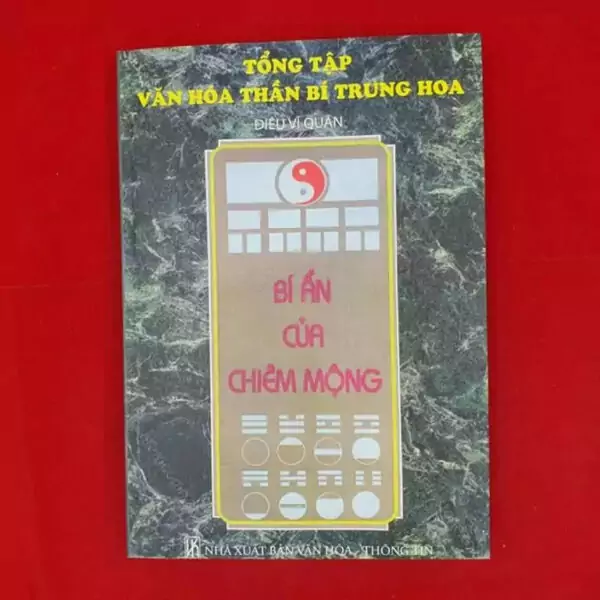 TỔNG TẬP
VĂN HÓA THẦN BÍ TRUNG HOA
DIỆU VĨ QUÂN
BÍ ẨN
CỦA
CHIÊM MỘNG
NHÀ XUẤT BẢN VĂN HÓA - THÔNG TIN